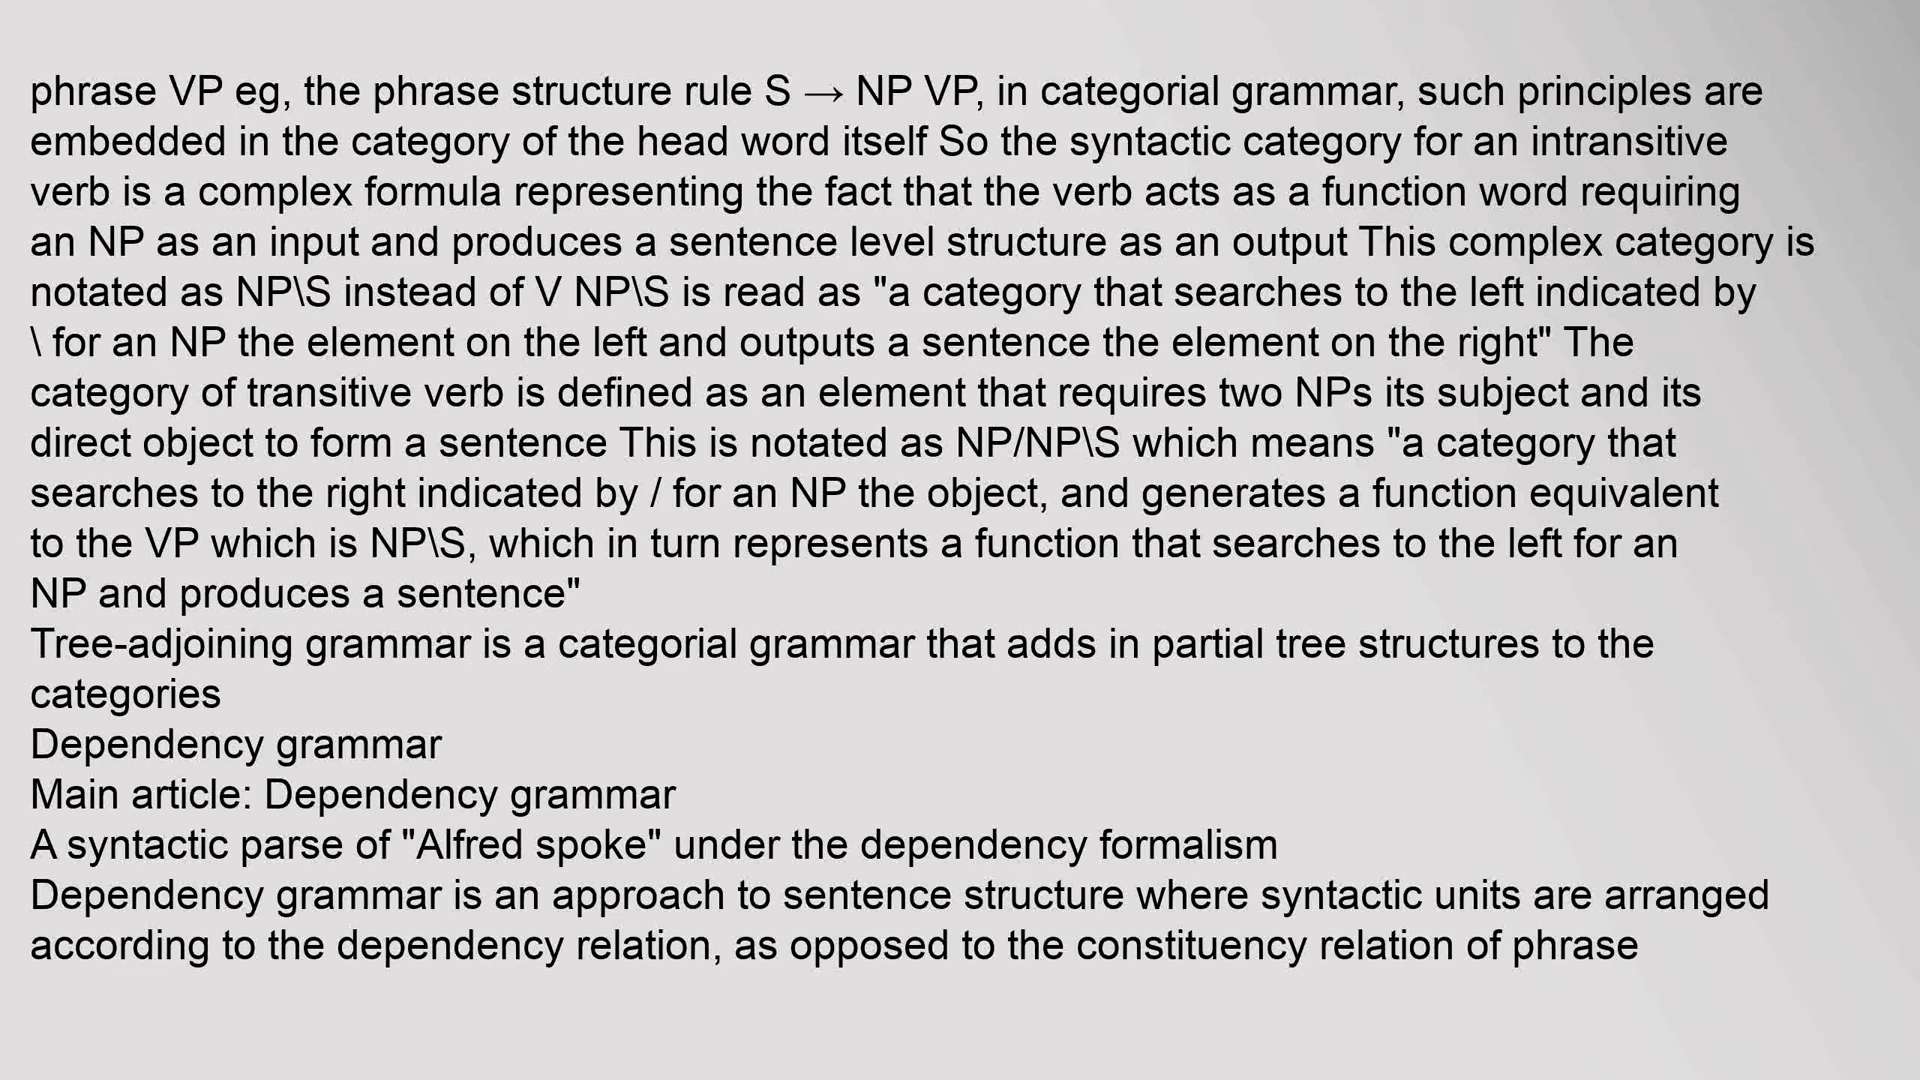 phrase VP eg, the phrase structure rule S → NP VP, in categorial grammar, such principles are
embedded in the category of the head word itself So the syntactic category for an intransitive
verb is a complex formula representing the fact that the verb acts as a function word requiring
an NP as an input and produces a sentence level structure as an output This complex category is
notated as NP\S instead of V NP\S is read as "a category that searches to the left indicated by
\ for an NP the element on the left and outputs a sentence the element on the right" The
category of transitive verb is defined as an element that requires two NPs its subject and its
direct object to form a sentence This is notated as NP/NP\S which means "a category that
searches to the right indicated by / for an NP the object, and generates a function equivalent
to the VP which is NP\S, which in turn represents a function that searches to the left for an
NP and produces a sentence"
Tree-adjoining grammar is a categorial grammar that adds in partial tree structures to the
categories
Dependency grammar
Main article: Dependency grammar
A syntactic parse of "Alfred spoke" under the dependency formalism
Dependency grammar is an approach to sentence structure where syntactic units are arranged
according to the dependency relation, as opposed to the constituency relation of phrase